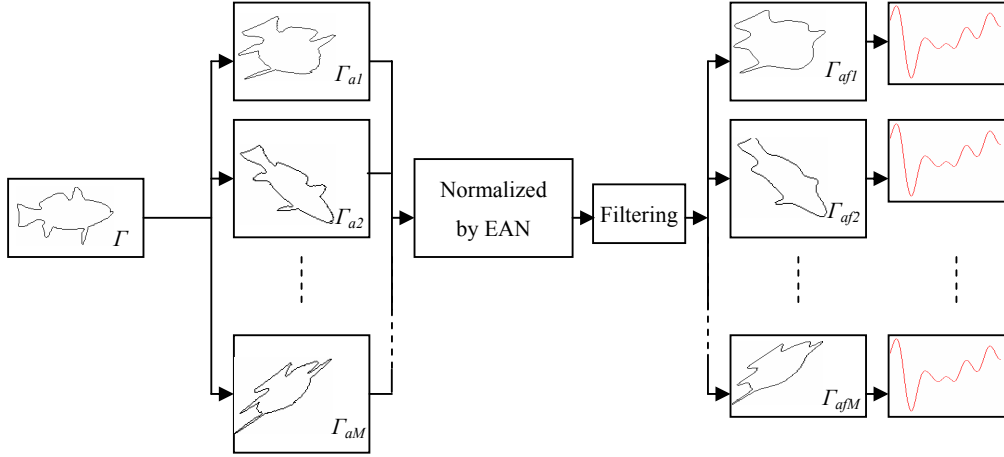 Γ
Γa1
Γa2
ΓaM
Normalized
by EAN
Filtering
Γaf1
Γaf2
ΓafM